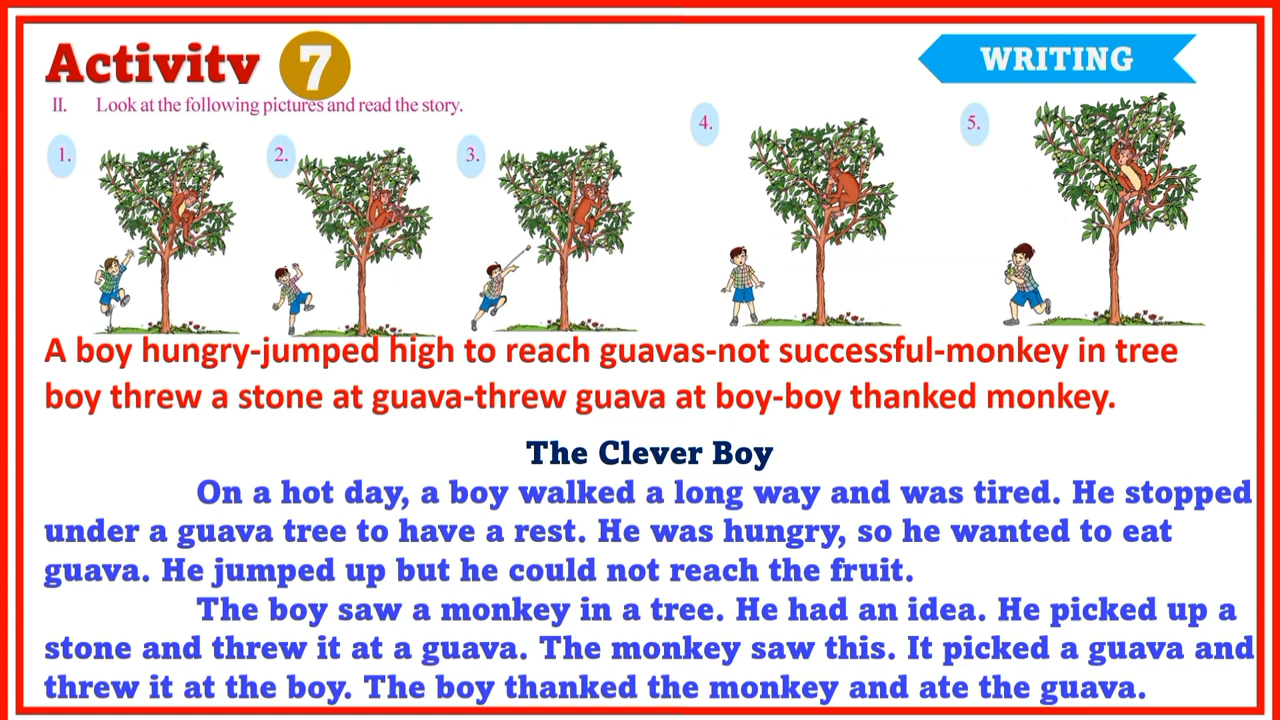 Activity 7
WRITING
II. Look at the following pictures and read the story.
1.
2.
3.
4.
5.
A boy hungry-jumped high to reach guavas-not successful-monkey in tree
boy threw a stone at guava-threw guava at boy-boy thanked monkey.
The Clever Boy
On a hot day, a boy walked a long way and was tired. He stopped
under a guava tree to have a rest. He was hungry, so he wanted to eat
guava. He jumped up but he could not reach the fruit.
The boy saw a monkey in a tree. He had an idea. He picked up a
stone and threw it at a guava. The monkey saw this. It picked a guava and
threw it at the boy. The boy thanked the monkey and ate the guava.